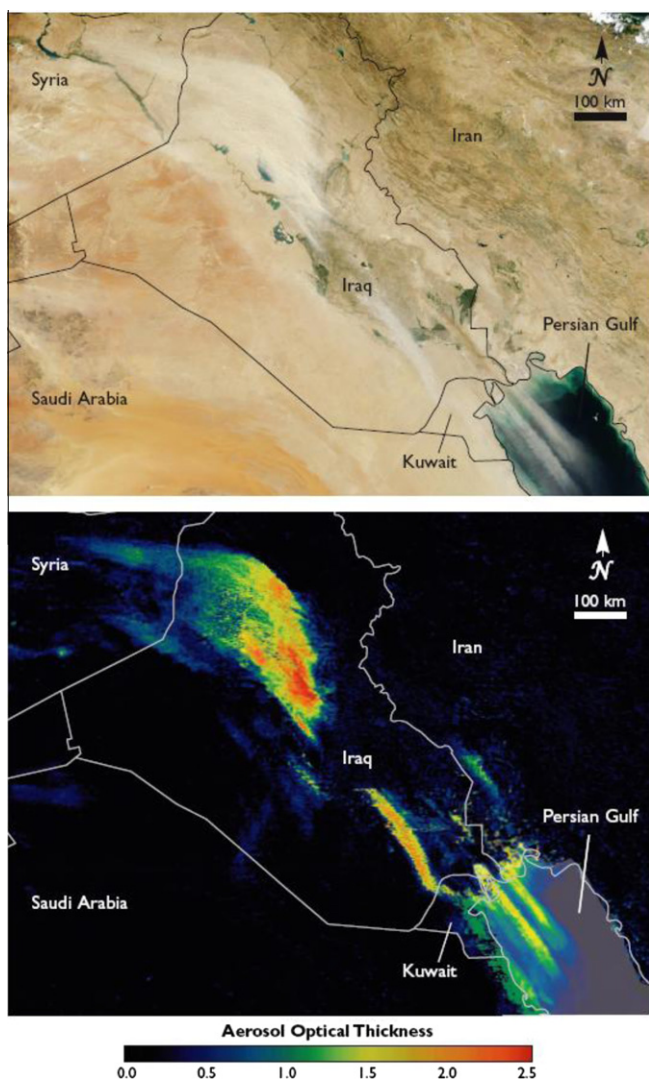 Syria
N
100 km
Iran
Iraq
Persian Gulf
Saudi Arabia
Kuwait
Syria
N
100 km
Iran
Iraq
Persian Gulf
Saudi Arabia
Kuwait
Aerosol Optical Thickness
0.0 0.5 1.0 1.5 2.0 2.5